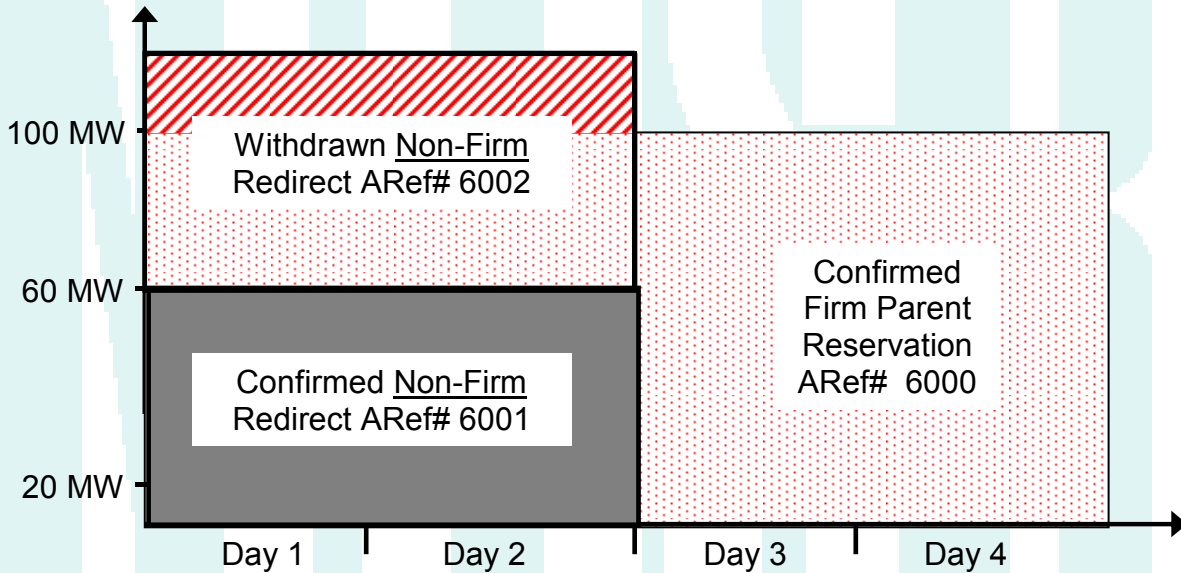 100 MW
Withdrawn Non-Firm
Redirect ARef# 6002
60 MW
Confirmed
Firm Parent
Reservation
ARef#  6000
Confirmed Non-Firm
Redirect ARef# 6001
20 MW
Day 1
Day 2
Day 3
Day 4